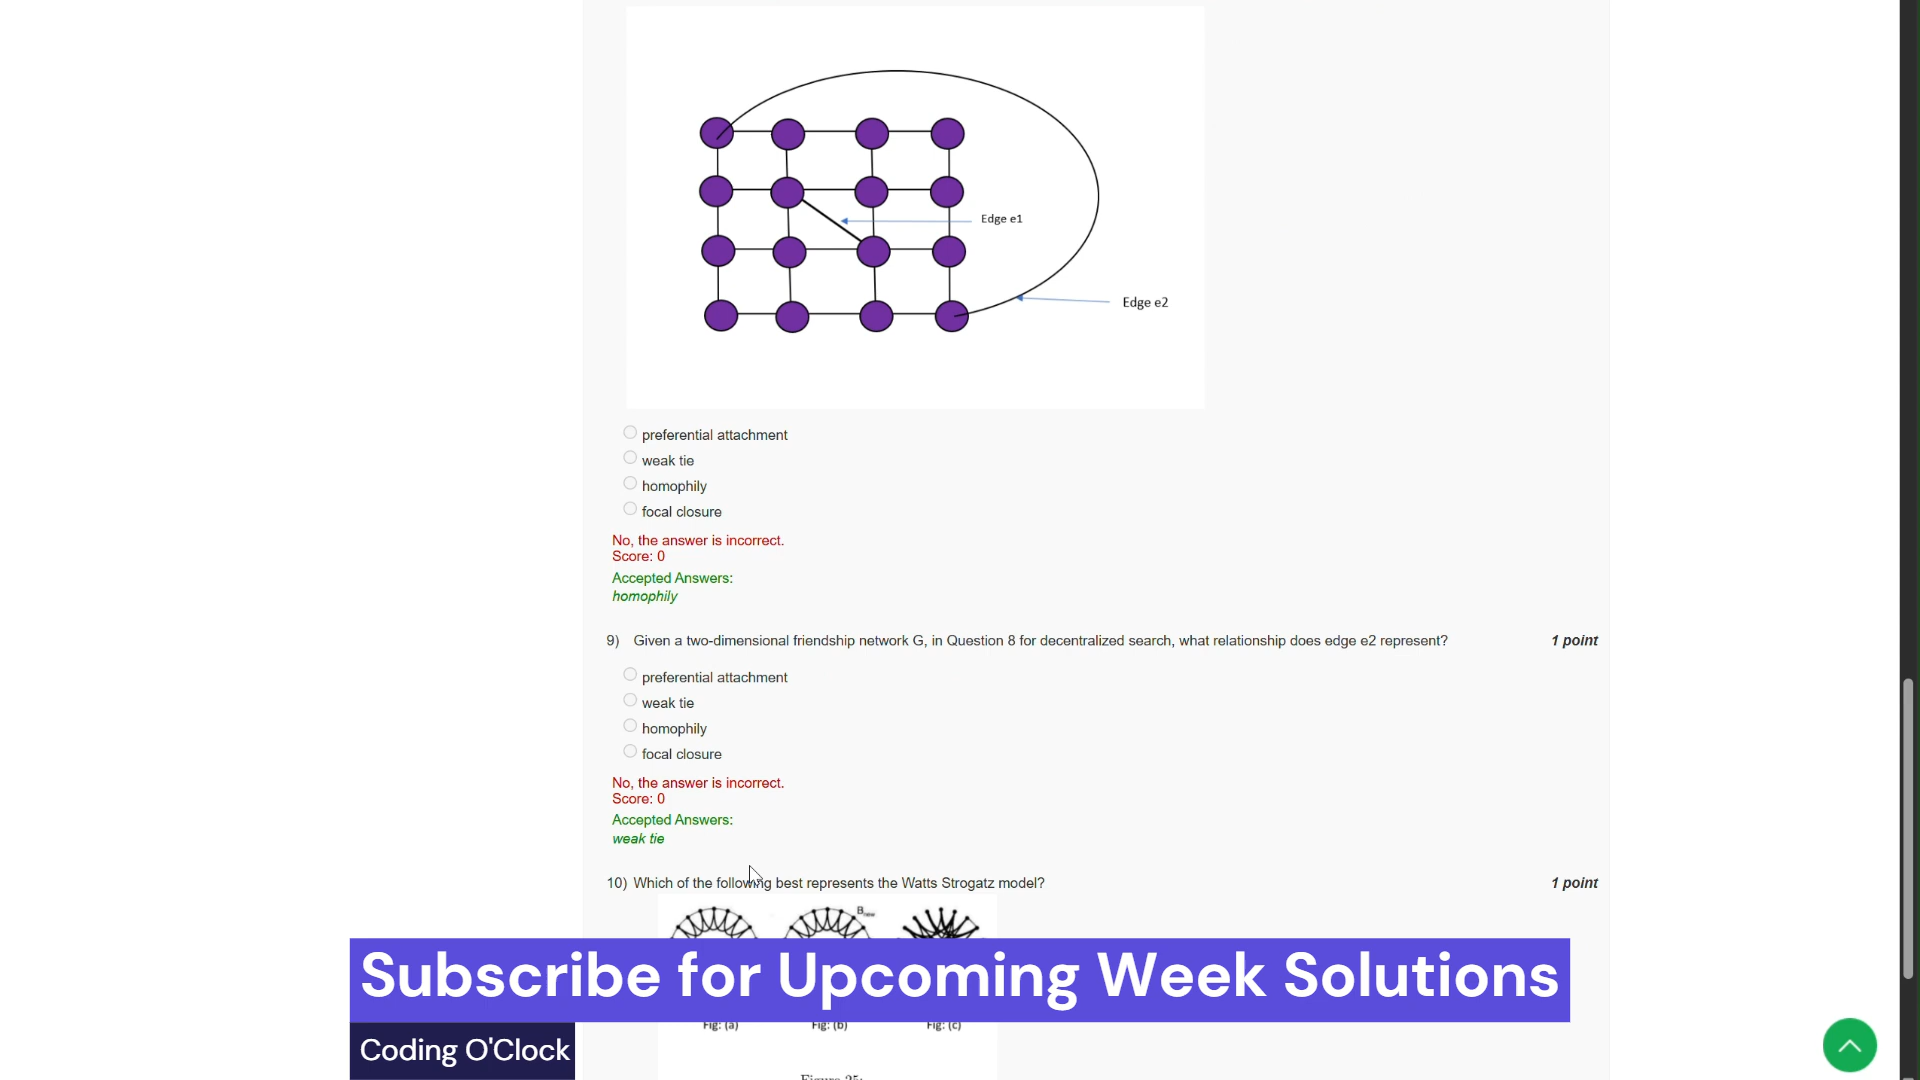 Edge e1
Edge e2
preferential attachment
weak tie
homophily
focal closure
No, the answer is incorrect.
Score: 0
Accepted Answers:
homophily
9) Given a two-dimensional friendship network G, in Question 8 for decentralized search, what relationship does edge e2 represent? 1 point
preferential attachment
weak tie
homophily
focal closure
No, the answer is incorrect.
Score: 0
Accepted Answers:
weak tie
10) Which of the following best represents the Watts Strogatz model? 1 point
Subscribe for Upcoming Week Solutions
Fig: (a) Fig: (b) Fig: (c)
Coding O'Clock